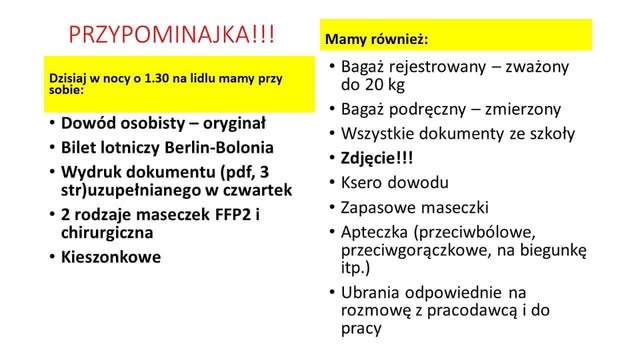 PRZYPOMINAJKA!!!
Dzisiaj w nocy o 1.30 na lidlu mamy przy
sobie:
• Dowód osobisty – oryginał
• Bilet lotniczy Berlin-Bolonia
• Wydruk dokumentu (pdf, 3
str)uzupełnianego w czwartek
• 2 rodzaje maseczek FFP2 i
chirurgiczna
• Kieszonkowe
Mamy również:
• Bagaż rejestrowany – zważony
do 20 kg
• Bagaż podręczny – zmierzony
• Wszystkie dokumenty ze szkoły
• Zdjęcie!!!
• Ksero dowodu
• Zapasowe maseczki
• Apteczka (przeciwbólowe,
przeciwgorączkowe, na biegunkę
itp.)
• Ubrania odpowiednie na
rozmowę z pracodawcą i do
pracy